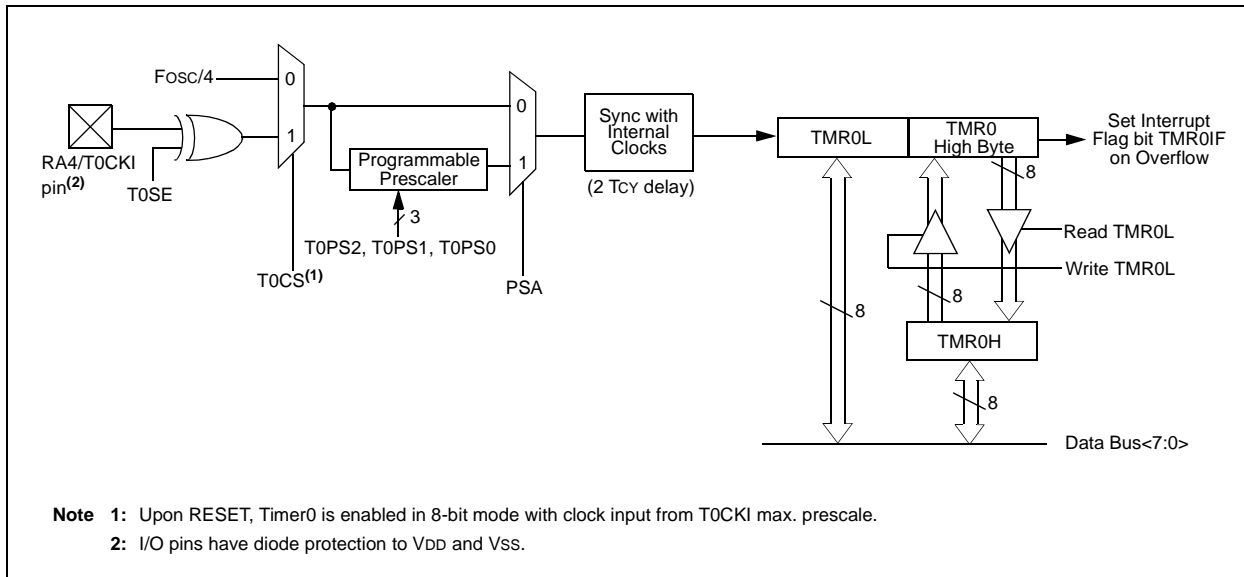 FOSC/4
0
1
RA4/T0CKI
pin(2)
T0SE
T0CS(1)
Programmable
Prescaler
3
T0PS2, T0PS1, T0PS0
0
1
PSA
Sync with
Internal
Clocks
(2 TCY delay)
TMR0L
TMR0
High Byte
Set Interrupt
Flag bit TMR0IF
on Overflow
8
Read TMR0L
Write TMR0L
8
8
TMR0H
8
Data Bus<7:0>
Note 1: Upon RESET, Timer0 is enabled in 8-bit mode with clock input from T0CKI max. prescale.
2: I/O pins have diode protection to VDD and VSS.